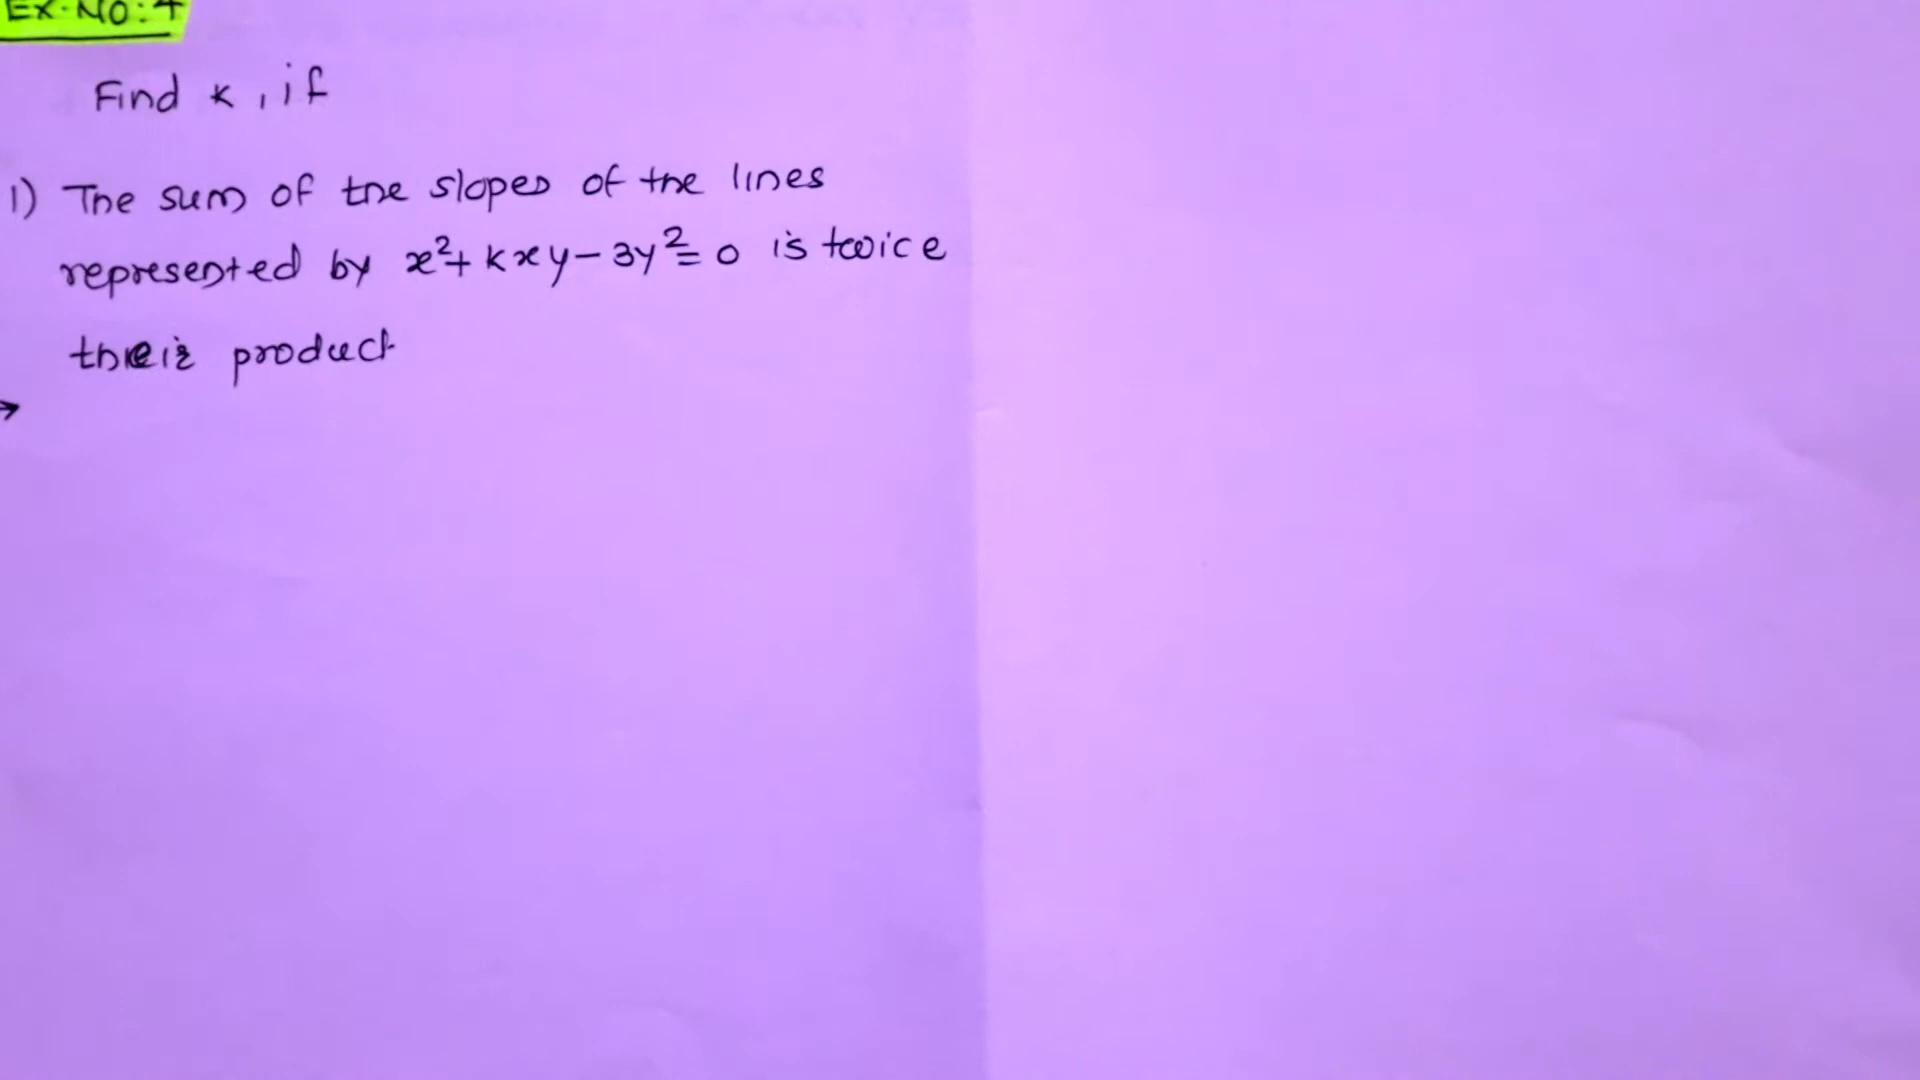 EX. NO: 4
Find k, if
1) The sum of the slopes of the lines
represented by x²+ kxy-3y²=0 is twice
their product
→